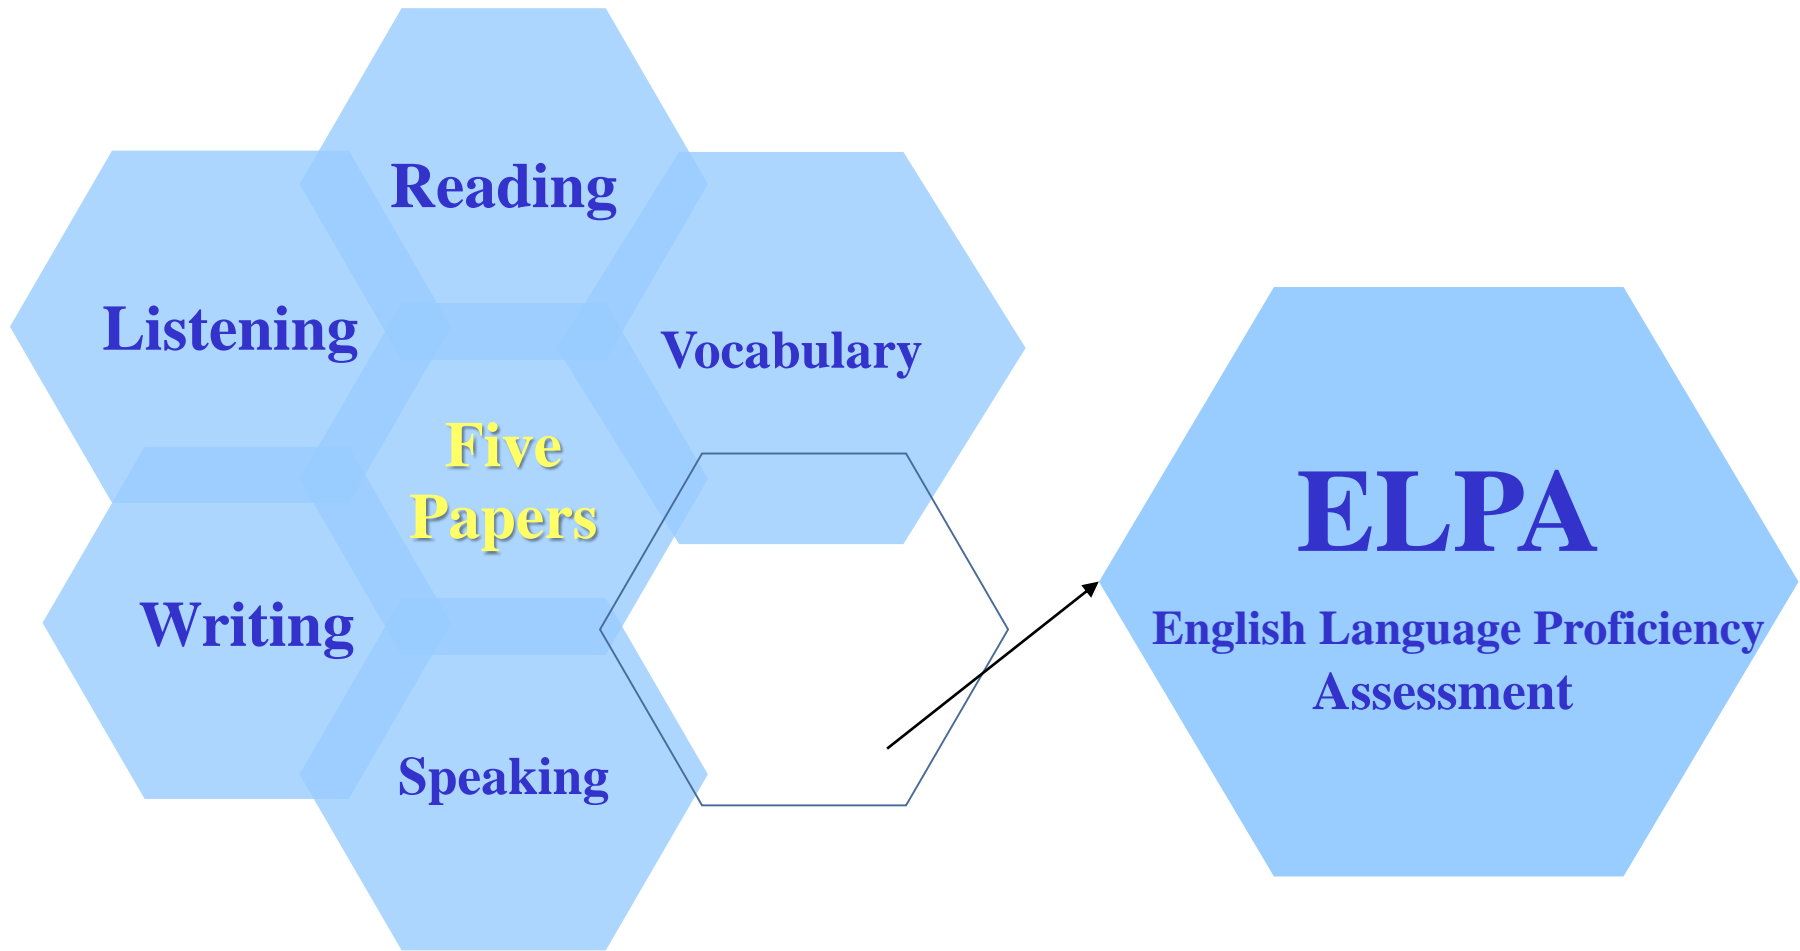 Reading
Listening
Vocabulary
Five
Papers
Writing
Speaking
ELPA
English Language Proficiency
Assessment